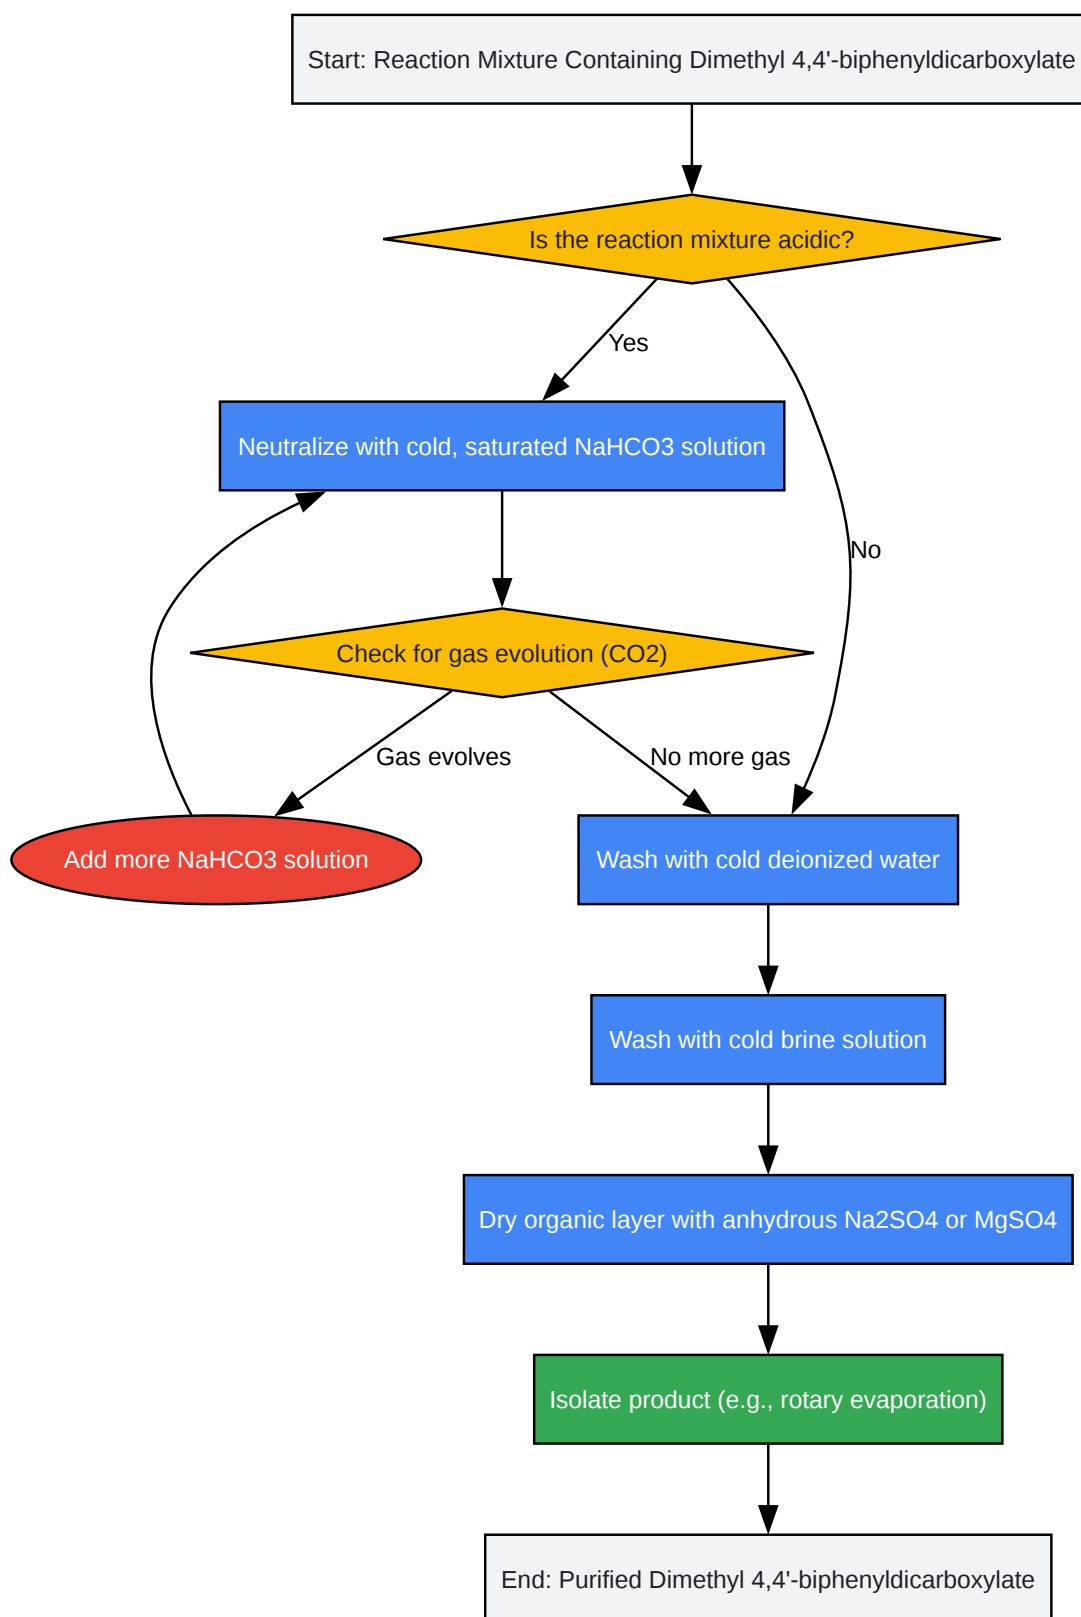 Start: Reaction Mixture Containing Dimethyl 4,4'-biphenyldicarboxylate
Is the reaction mixture acidic?
Yes
Neutralize with cold, saturated NaHCO3 solution
No
Check for gas evolution (CO2)
Gas evolves
No more gas
Add more NaHCO3 solution
Wash with cold deionized water
Wash with cold brine solution
Dry organic layer with anhydrous Na2SO4 or MgSO4
Isolate product (e.g., rotary evaporation)
End: Purified Dimethyl 4,4'-biphenyldicarboxylate